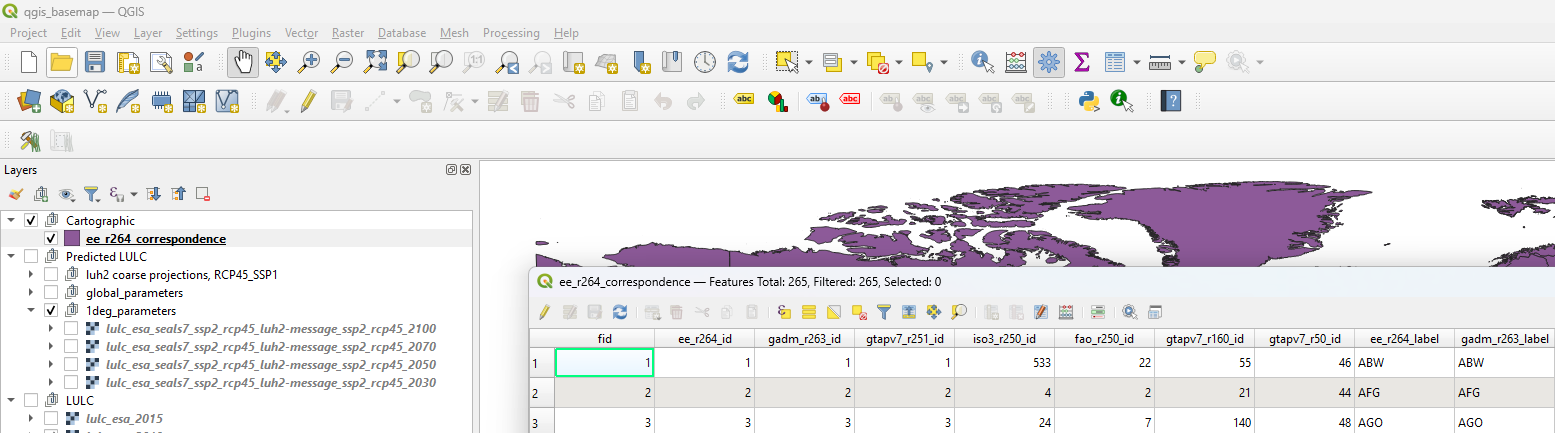 qgis_basemap — QGIS
Project Edit View Layer Settings Plugins Vector Raster Database Mesh Processing Help
Layers
Cartographic
ee_r264_correspondence
Predicted LULC
luh2 coarse projections, RCP45_SSP1
global_parameters
1deg_parameters
lulc_esa_seals7_ssp2_rcp45_luh2-message_ssp2_rcp45_2100
lulc_esa_seals7_ssp2_rcp45_luh2-message_ssp2_rcp45_2070
lulc_esa_seals7_ssp2_rcp45_luh2-message_ssp2_rcp45_2050
lulc_esa_seals7_ssp2_rcp45_luh2-message_ssp2_rcp45_2030
LULC
lulc_esa_2015
ee_r264_correspondence — Features Total: 265, Filtered: 265, Selected: 0
fid ee_r264_id gadm_r263_id gtapv7_r251_id iso3_r250_id fao_r250_id gtapv7_r160_id gtapv7_r50_id ee_r264_label gadm_r263_label
1 1 1 1 1 533 22 55 46 ABW ABW
2 2 2 2 2 4 2 21 44 AFG AFG
3 3 3 3 3 24 7 140 48 AGO AGO